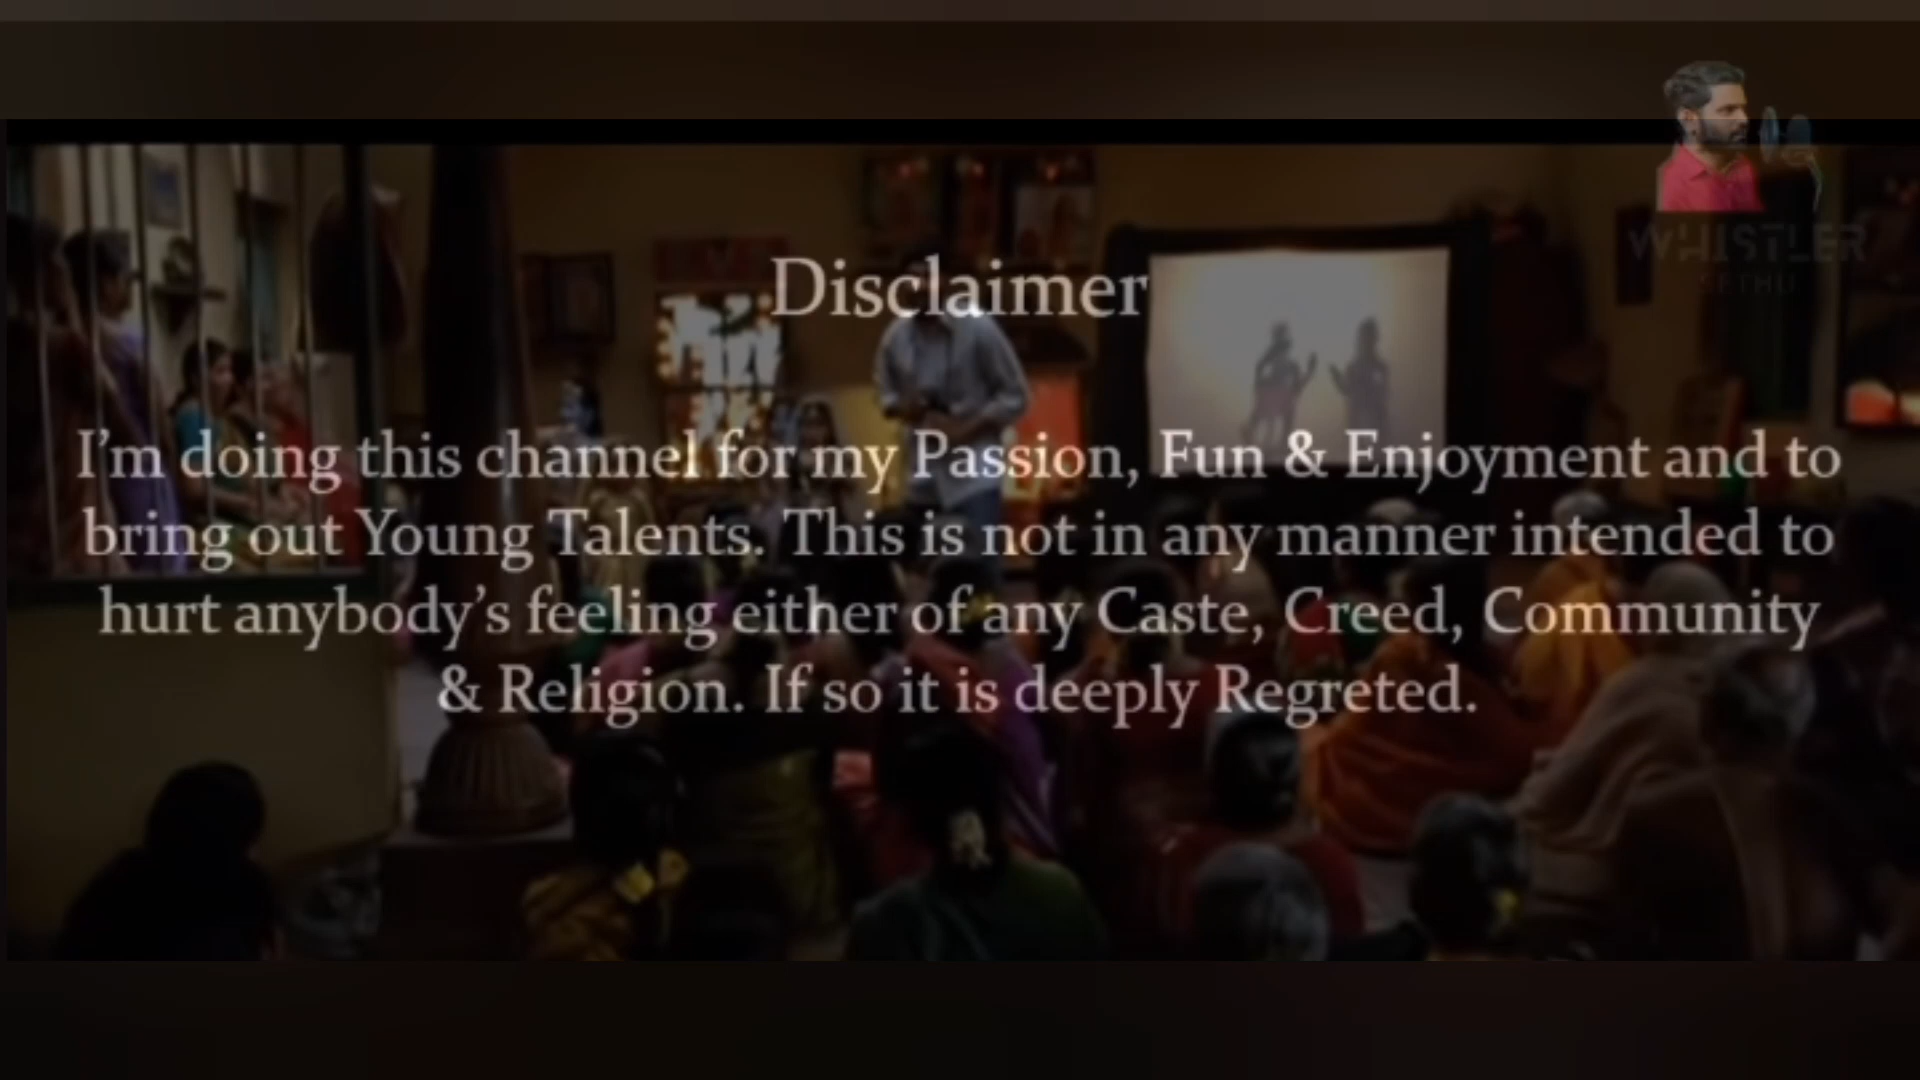 WHISTLER
SETHU
Disclaimer
I’m doing this channel for my Passion, Fun & Enjoyment and to
bring out Young Talents. This is not in any manner intended to
hurt anybody’s feeling either of any Caste, Creed, Community
& Religion. If so it is deeply Regreted.